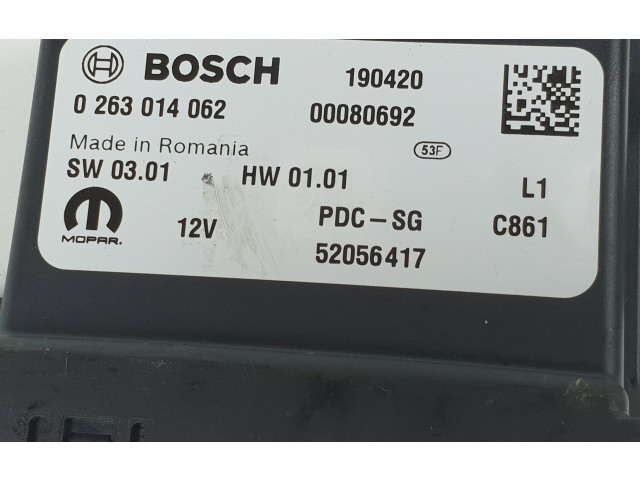 BOSCH 190420
0 263 014 062 00080692
Made in Romania 53F
SW 03.01 HW 01.01 L1
MOPAR. 12V PDC-SG C861
52056417